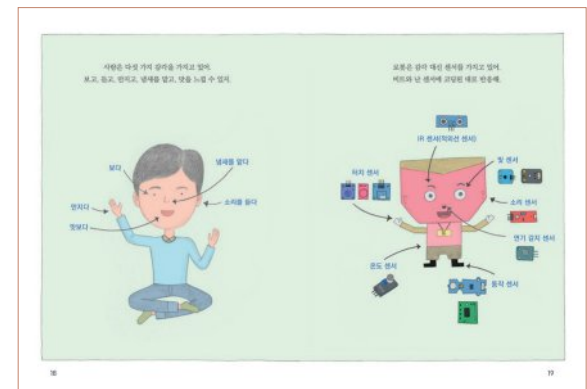 사람은 다섯 가지 감각을 가지고 있어.
보고, 듣고, 만지고, 냄새를 맡고, 맛을 느낄 수 있지.
보다
냄새를 맡다
만지다
소리를 듣다
맛보다
18
로봇은 감각 대신 센서를 가지고 있어.
비트와 난 센서에 코딩된 대로 반응해.
IR 센서(적외선 센서)
터치 센서
빛 센서
소리 센서
연기 감지 센서
온도 센서
동작 센서
19